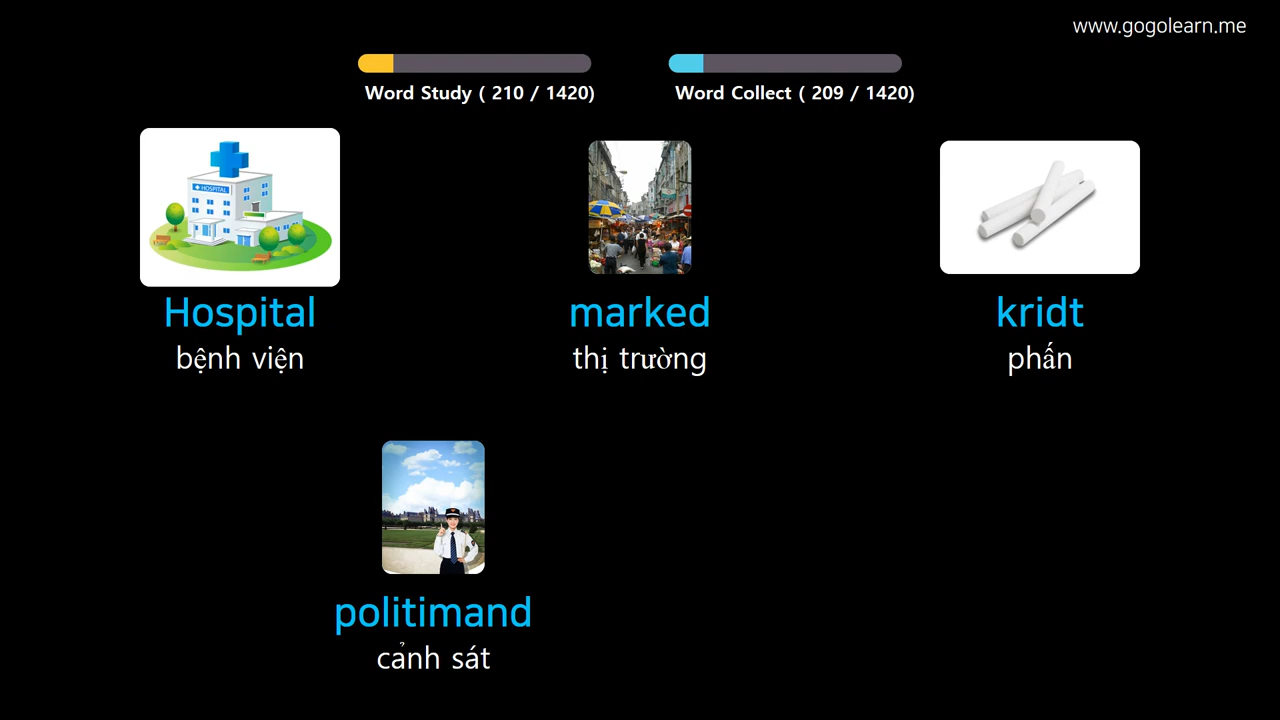 www.gogolearn.me
Word Study ( 210 / 1420)
Word Collect ( 209 / 1420)
HOSPITAL
Hospital
bệnh viện
marked
thị trường
kridt
phấn
politimand
cảnh sát